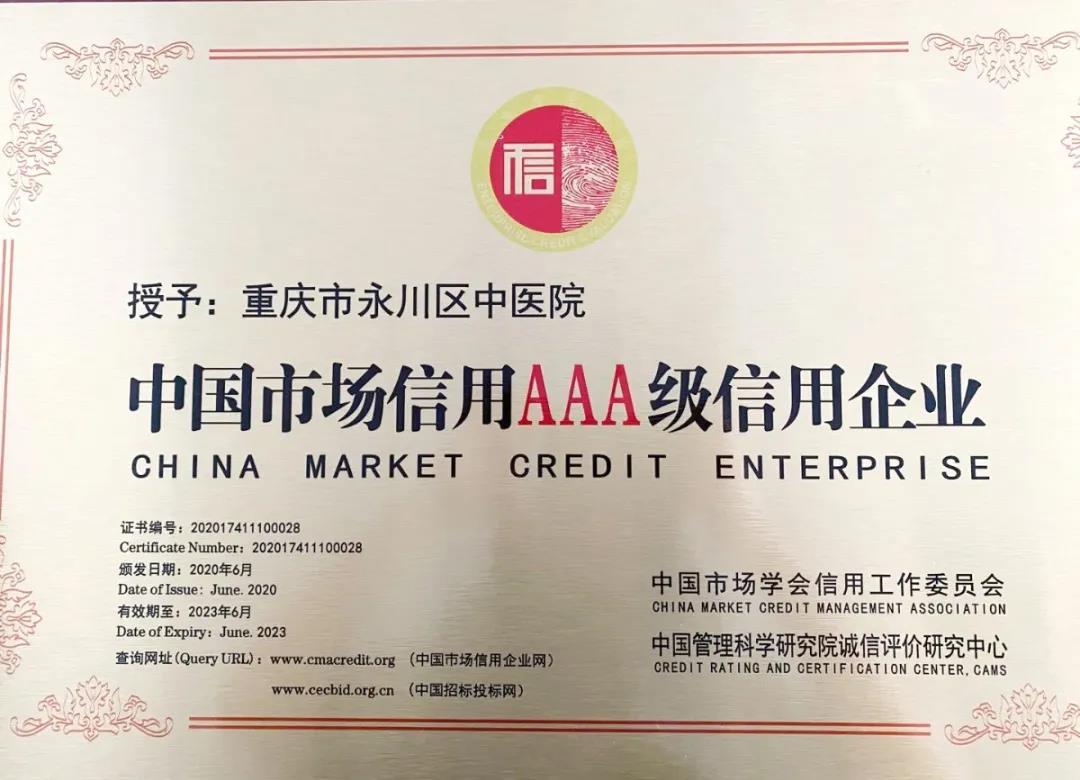 信
ENTERPRISE CREDIT EVALUATION
授予：重庆市永川区中医院
中国市场信用AAA级信用企业
CHINA MARKET CREDIT ENTERPRISE
证书编号：202017411100028
Certificate Number：202017411100028
颁发日期：2020年6月
Date of Issue：June. 2020
有效期至：2023年6月
Date of Expiry：June. 2023
查询网址(Query URL)：www.cmacredit.org （中国市场信用企业网）
www.cecbid.org.cn （中国招标投标网）
中国市场学会信用工作委员会
CHINA MARKET CREDIT MANAGEMENT ASSOCIATION
中国管理科学研究院诚信评价研究中心
CREDIT RATING AND CERTIFICATION CENTER, CAMS